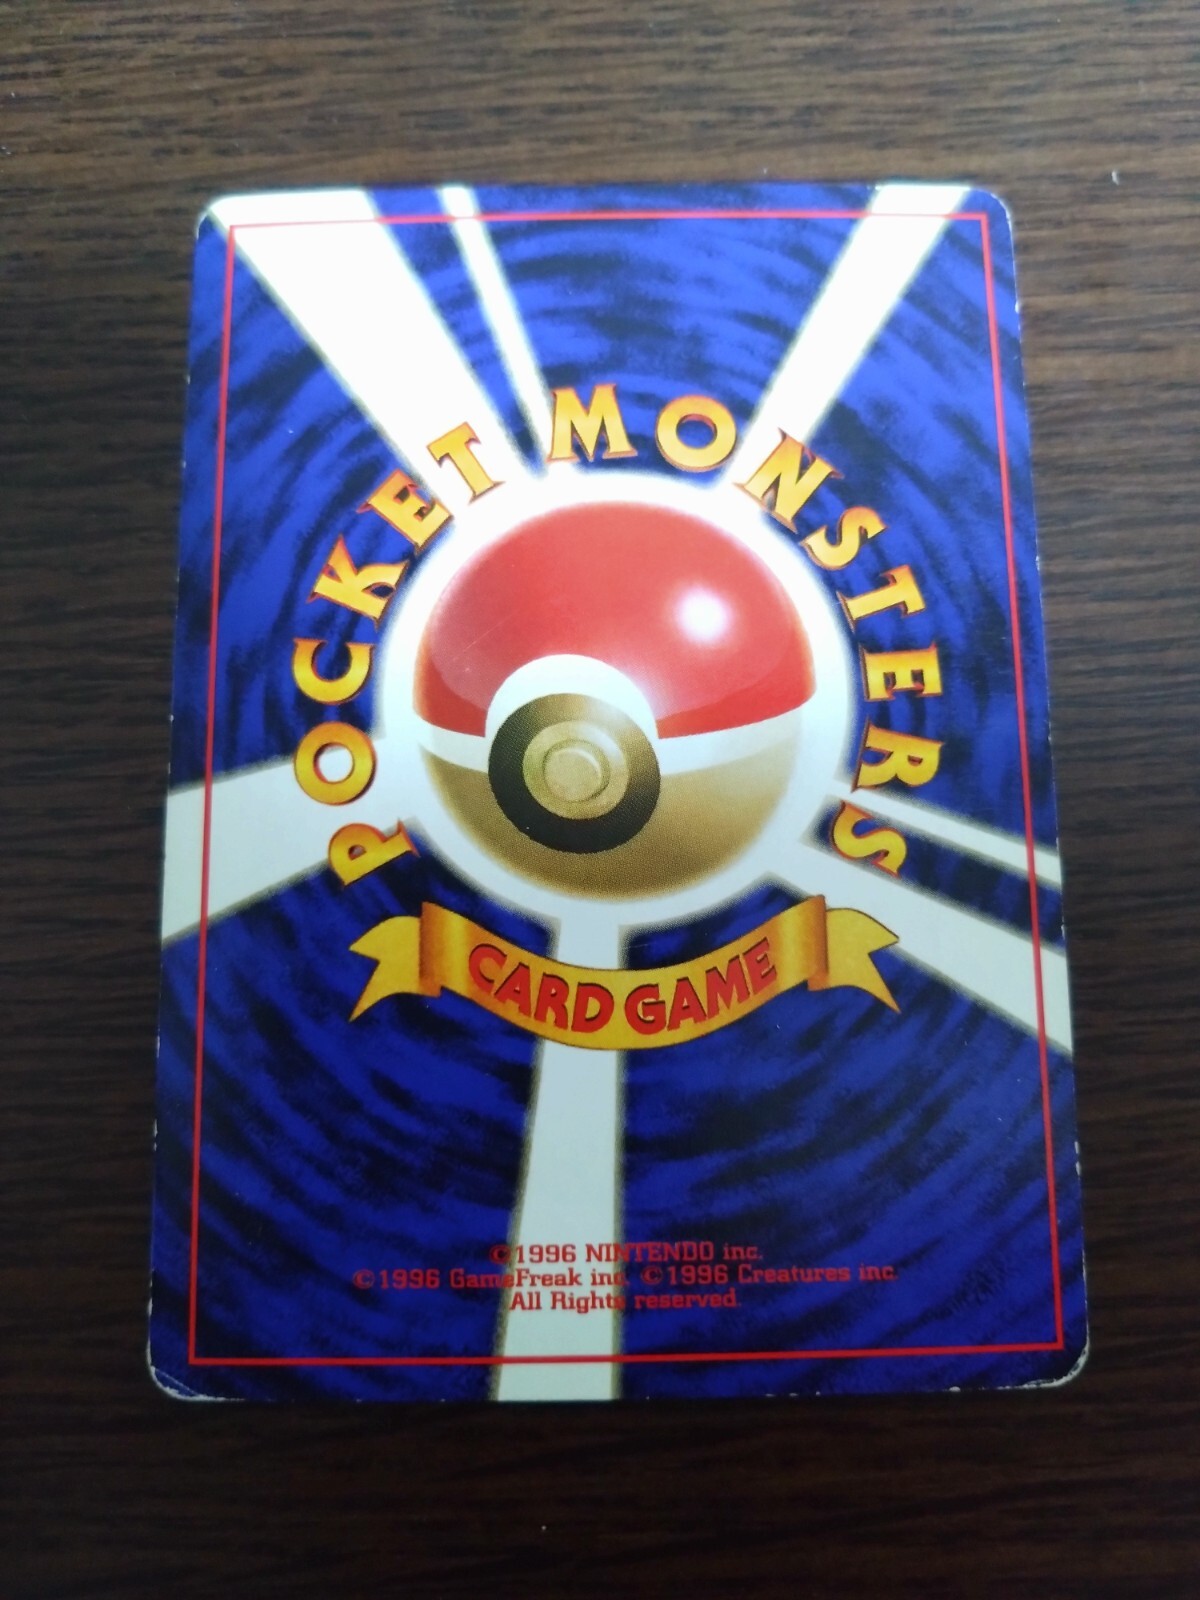 POCKET MONSTERS
CARD GAME
©1996 NINTENDO inc.
©1996 GameFreak inc. ©1996 Creatures inc.
All Rights reserved.